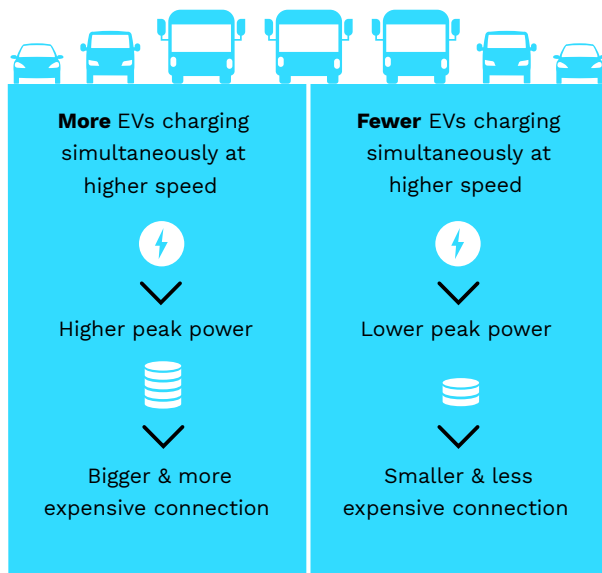 More EVs charging
simultaneously at
higher speed
Higher peak power
Bigger & more
expensive connection
Fewer EVs charging
simultaneously at
higher speed
Lower peak power
Smaller & less
expensive connection